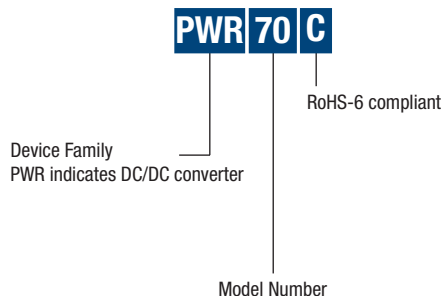 PWR 70 C
RoHS-6 compliant
Device Family
PWR indicates DC/DC converter
Model Number